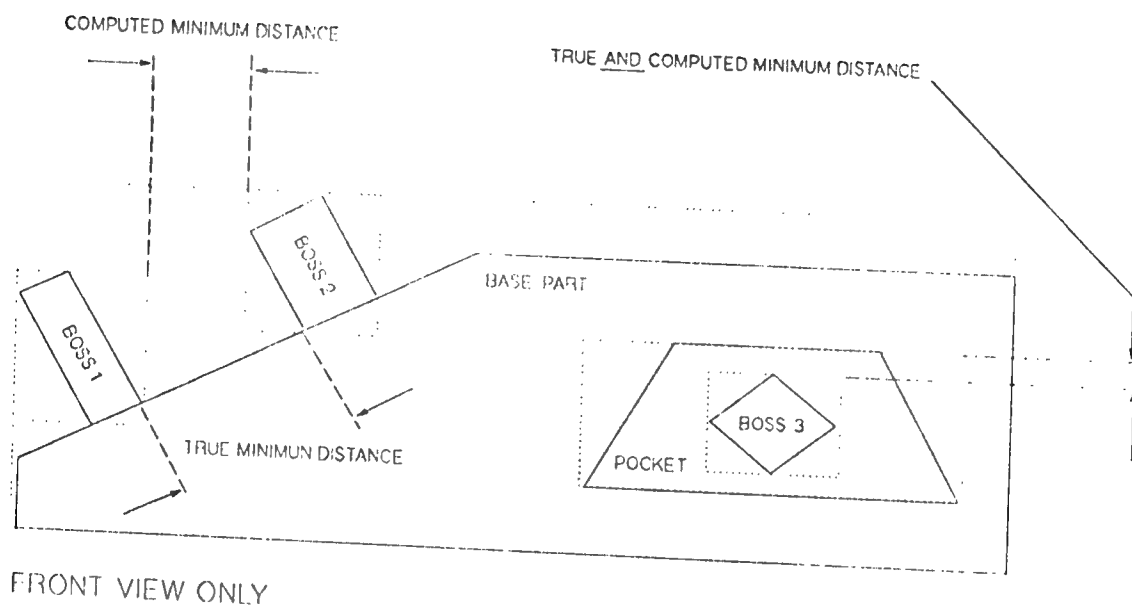 COMPUTED MINIMUM DISTANCE
TRUE AND COMPUTED MINIMUM DISTANCE
BOSS 2
BASE PART
BOSS 1
BOSS 3
TRUE MINIMUN DISTANCE
POCKET
FRONT VIEW ONLY